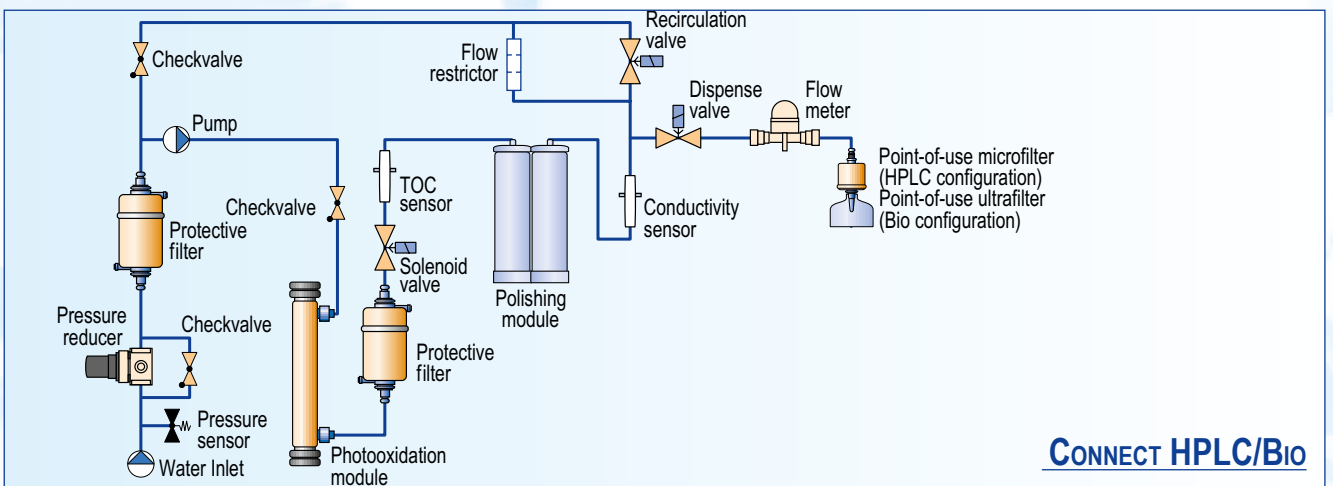 Recirculation
valve
Checkvalve
Flow
restrictor
Dispense
valve
Flow
meter
Pump
TOC
sensor
Checkvalve
Point-of-use microfilter
(HPLC configuration)
Point-of-use ultrafilter
(Bio configuration)
Protective
filter
Conductivity
sensor
Solenoid
valve
Polishing
module
Pressure
reducer
Checkvalve
Protective
filter
Pressure
sensor
Water Inlet
Photooxidation
module
CONNECT HPLC/BIO